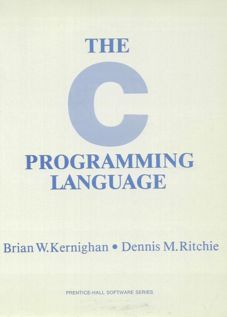 THE
C
PROGRAMMING
LANGUAGE
Brian W. Kernighan • Dennis M. Ritchie
PRENTICE-HALL SOFTWARE SERIES